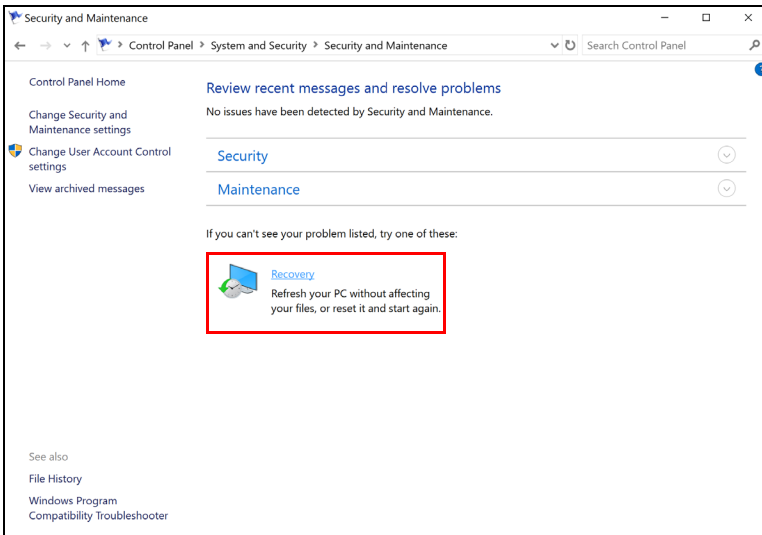 Security and Maintenance
Control Panel > System and Security > Security and Maintenance
Search Control Panel
Control Panel Home
Change Security and
Maintenance settings
Change User Account Control
settings
View archived messages
Review recent messages and resolve problems
No issues have been detected by Security and Maintenance.
Security
Maintenance
If you can't see your problem listed, try one of these:
Recovery
Refresh your PC without affecting
your files, or reset it and start again.
See also
File History
Windows Program
Compatibility Troubleshooter